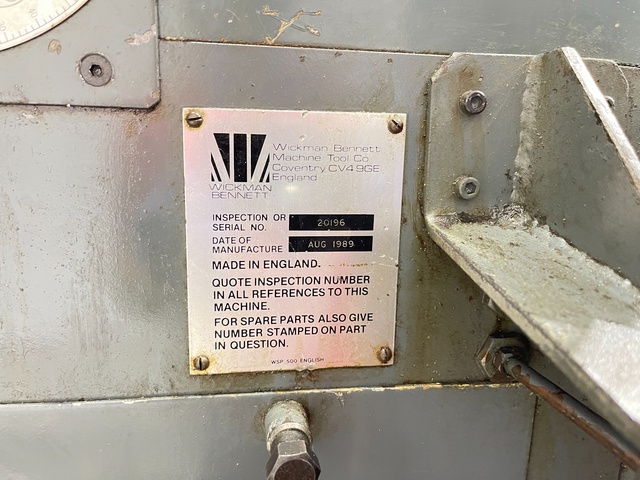 Wickman Bennett
Machine Tool Co
Coventry CV4 9GE
England
WICKMAN
BENNETT
INSPECTION OR
SERIAL NO. 20196
DATE OF
MANUFACTURE AUG 1989
MADE IN ENGLAND.
QUOTE INSPECTION NUMBER
IN ALL REFERENCES TO THIS
MACHINE.
FOR SPARE PARTS ALSO GIVE
NUMBER STAMPED ON PART
IN QUESTION.
WSP 500 ENGLISH